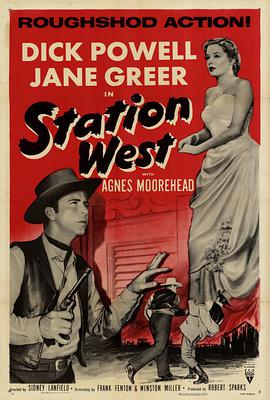 ROUGHSHOD ACTION!
DICK POWELL
JANE GREER
IN
Station
West
WITH
AGNES MOOREHEAD
Directed by SIDNEY LANFIELD • Screenplay by FRANK FENTON & WINSTON MILLER • Produced by ROBERT SPARKS